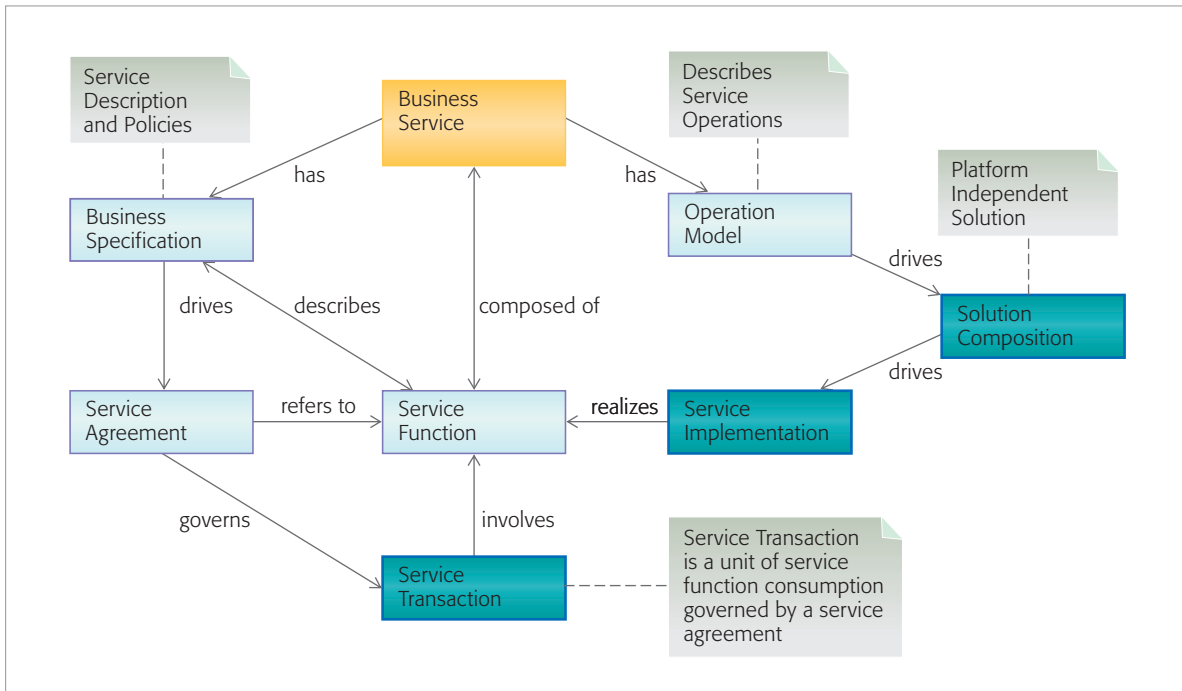 Service
Description
and Policies
Business
Service
Describes
Service
Operations
Platform
Independent
Solution
has
has
Business
Specification
Operation
Model
drives
drives
describes
composed of
Solution
Composition
drives
Service
Agreement
refers to
Service
Function
realizes
Service
Implementation
governs
involves
Service
Transaction
Service Transaction
is a unit of service
function consumption
governed by a service
agreement